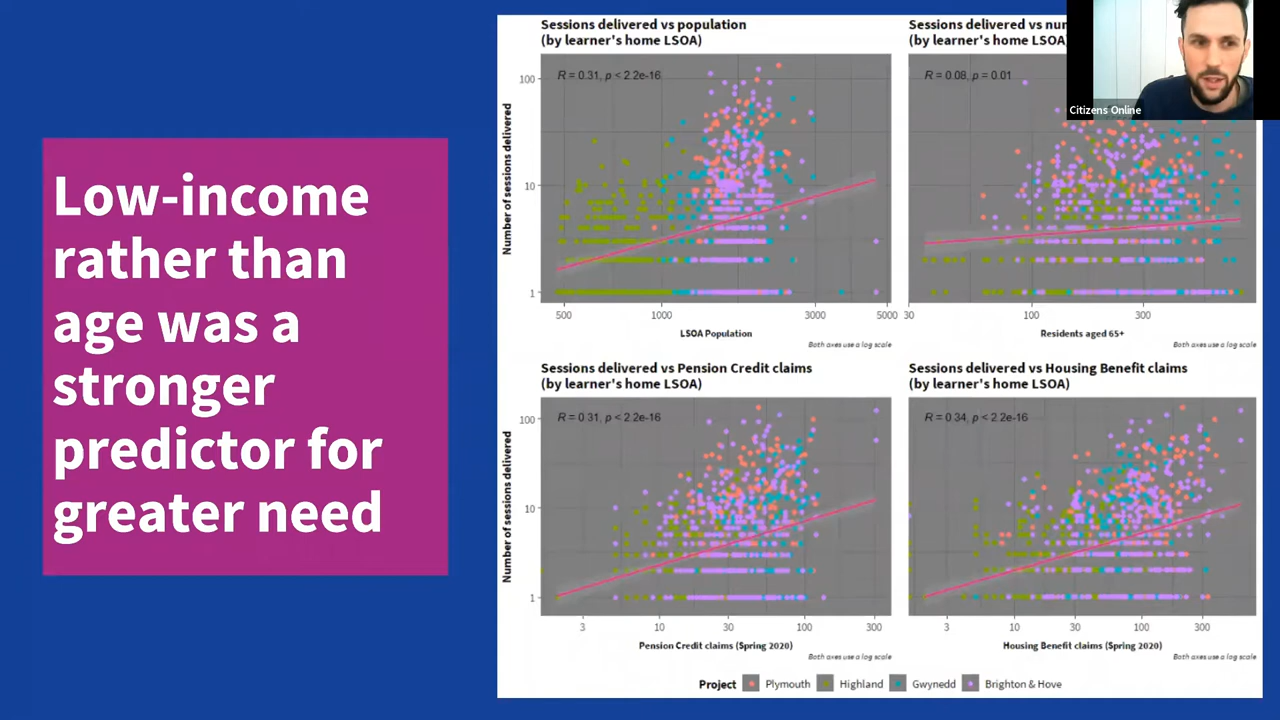 Low-income
rather than
age was a
stronger
predictor for
greater need
Sessions delivered vs population
(by learner's home LSOA)
R = 0.31, p < 2.2e-16
Number of sessions delivered
100
10
1
500
1000
3000
5000
LSOA Population
Both axes use a log scale
Sessions delivered vs
(by learner's home LSOA)
R = 0.08, p = 0.01
30
100
300
Residents aged 65+
Both axes use a log scale
Citizens Online
Sessions delivered vs Pension Credit claims
(by learner's home LSOA)
R = 0.31, p < 2.2e-16
Number of sessions delivered
100
10
1
3
10
30
100
300
Pension Credit claims (Spring 2020)
Both axes use a log scale
Sessions delivered vs Housing Benefit claims
(by learner's home LSOA)
R = 0.34, p < 2.2e-16
3
10
30
100
300
Housing Benefit claims (Spring 2020)
Both axes use a log scale
Project Plymouth Highland Gwynedd Brighton & Hove